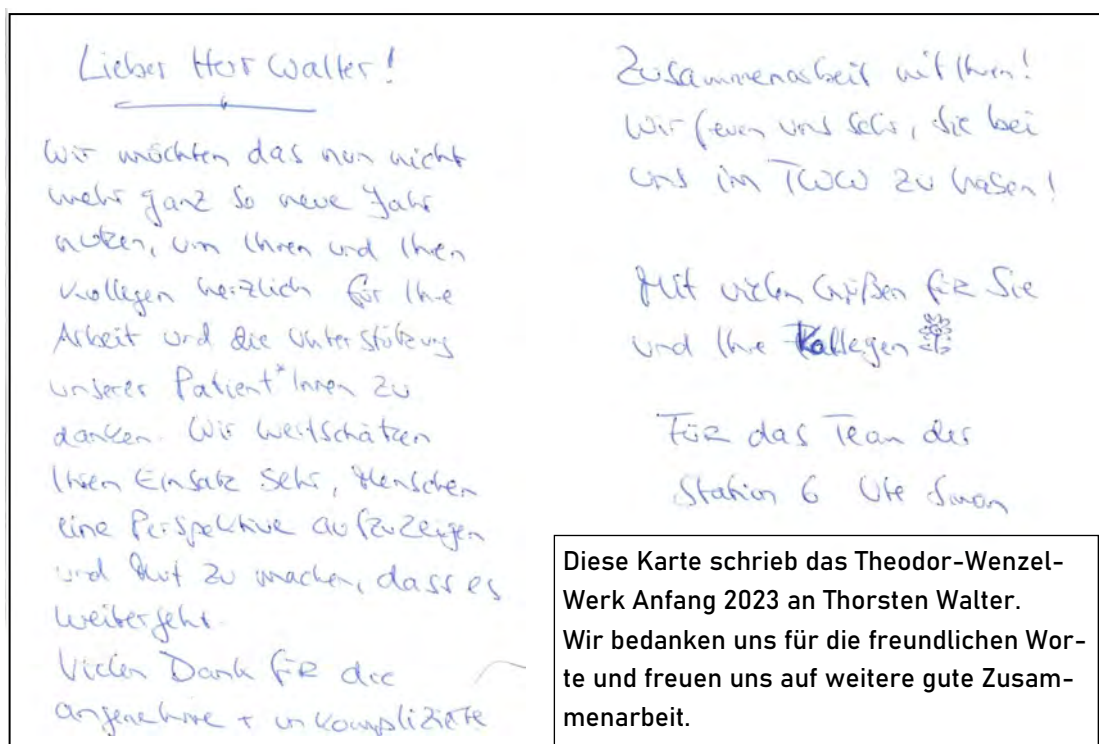 Lieber Herr Walter!
Wir möchten das nun nicht
mehr ganz so neue Jahr
nutzen, um Ihnen und Ihren
Kollegen herzlich für Ihre
Arbeit und die Unterstützung
unserer Patient*Innen zu
danken. Wir wertschätzen
Ihren Einsatz sehr, Menschen
eine Perspektive aufzuzeigen
und Mut zu machen, dass es
weitergeht.
Vielen Dank für die
angenehme + unkomplizierte
Zusammenarbeit mit Ihnen!
Wir freuen uns sehr, Sie bei
uns im TWW zu haben!
Mit vielen Grüßen für Sie
und Ihre Kollegen
Für das Team der
Station 6 Ute
Diese Karte schrieb das Theodor-Wenzel-
Werk Anfang 2023 an Thorsten Walter.
Wir bedanken uns für die freundlichen Wor-
te und freuen uns auf weitere gute Zusam-
menarbeit.